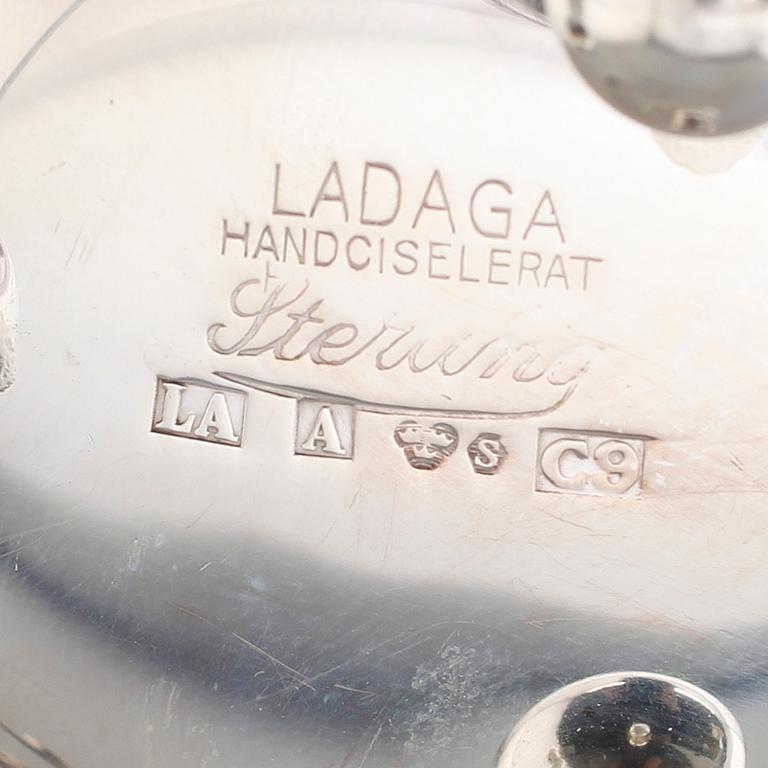 LADAGA
HANDCISELERAT
Sterling
LA A S C9